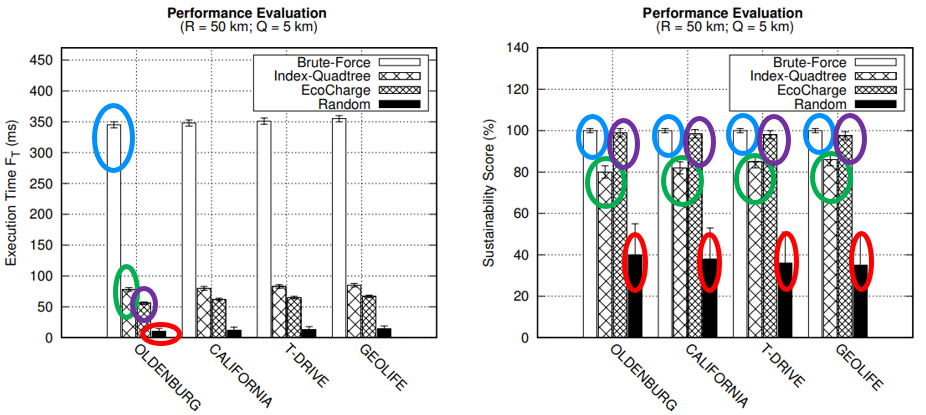 Performance Evaluation
(R = 50 km; Q = 5 km)
Execution Time F_T (ms)
450
400
350
300
250
200
150
100
50
0
Brute-Force
Index-Quadtree
EcoCharge
Random
OLDENBURG
CALIFORNIA
T-DRIVE
GEOLIFE
Performance Evaluation
(R = 50 km; Q = 5 km)
Sustainability Score (%)
140
120
100
80
60
40
20
0
Brute-Force
Index-Quadtree
EcoCharge
Random
OLDENBURG
CALIFORNIA
T-DRIVE
GEOLIFE